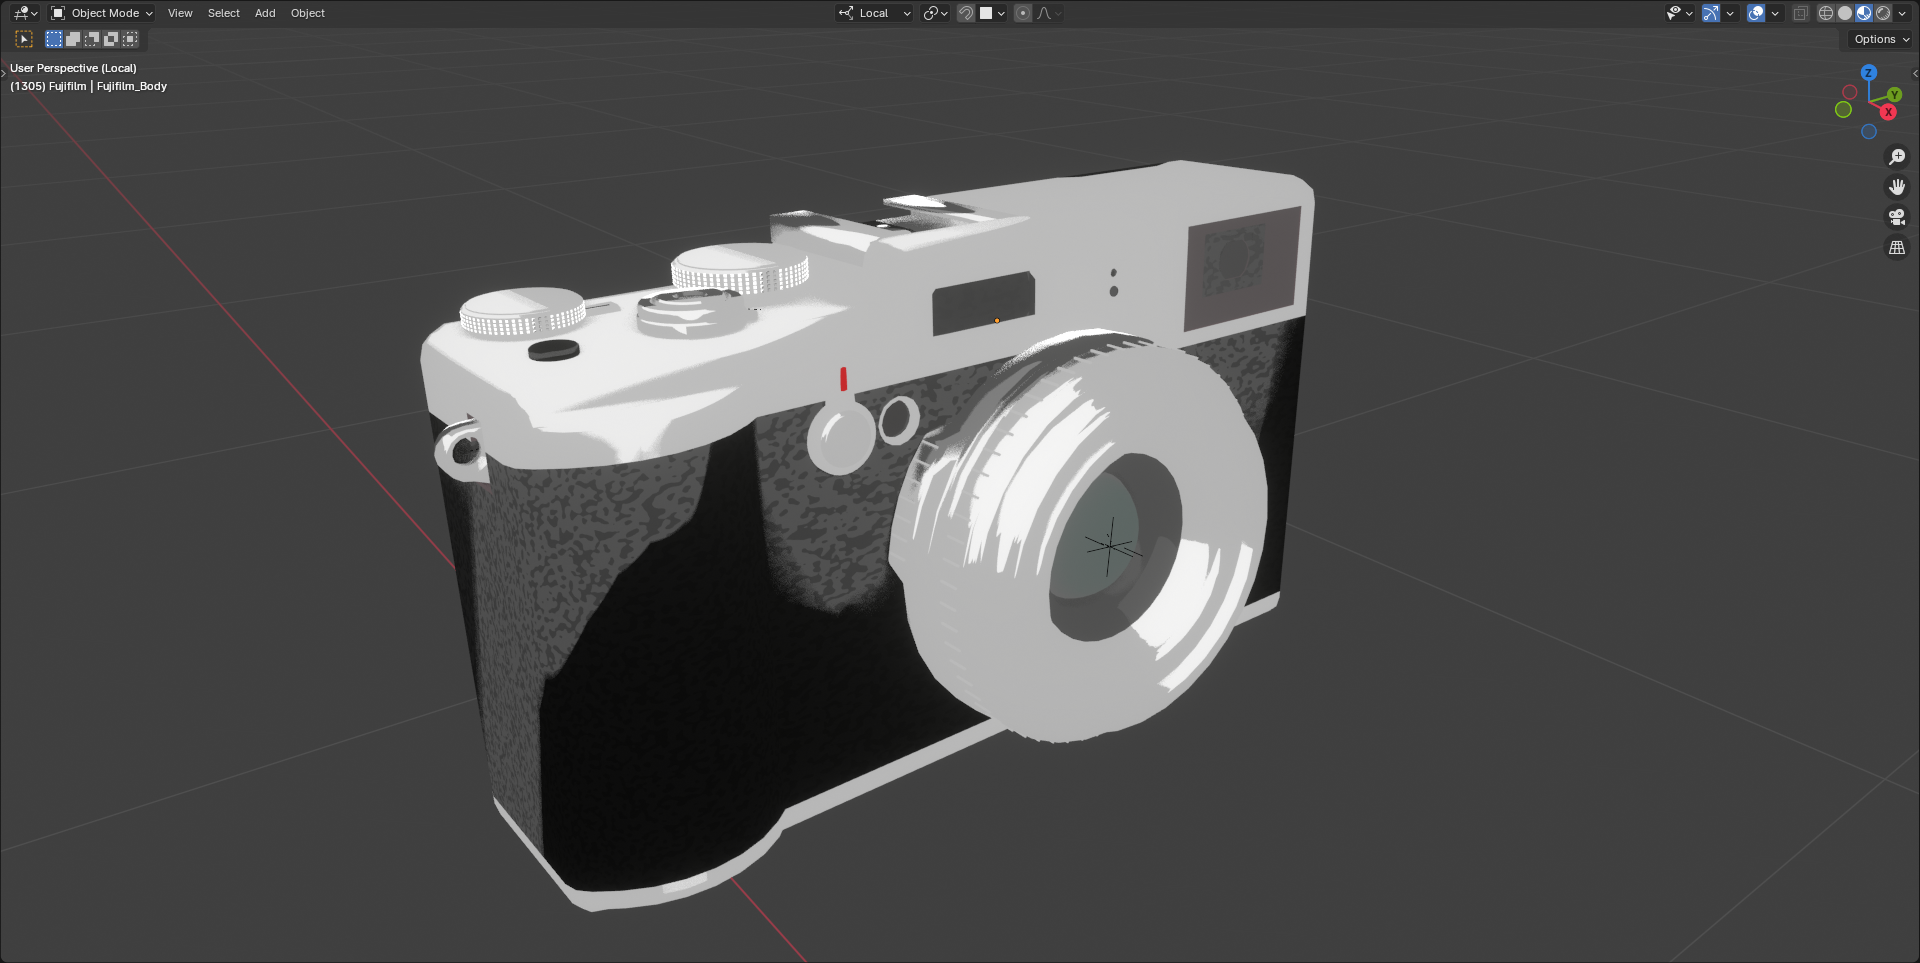 Object Mode View Select Add Object Local
Options
User Perspective (Local)
(1305) Fujifilm | Fujifilm_Body
Z
Y
X